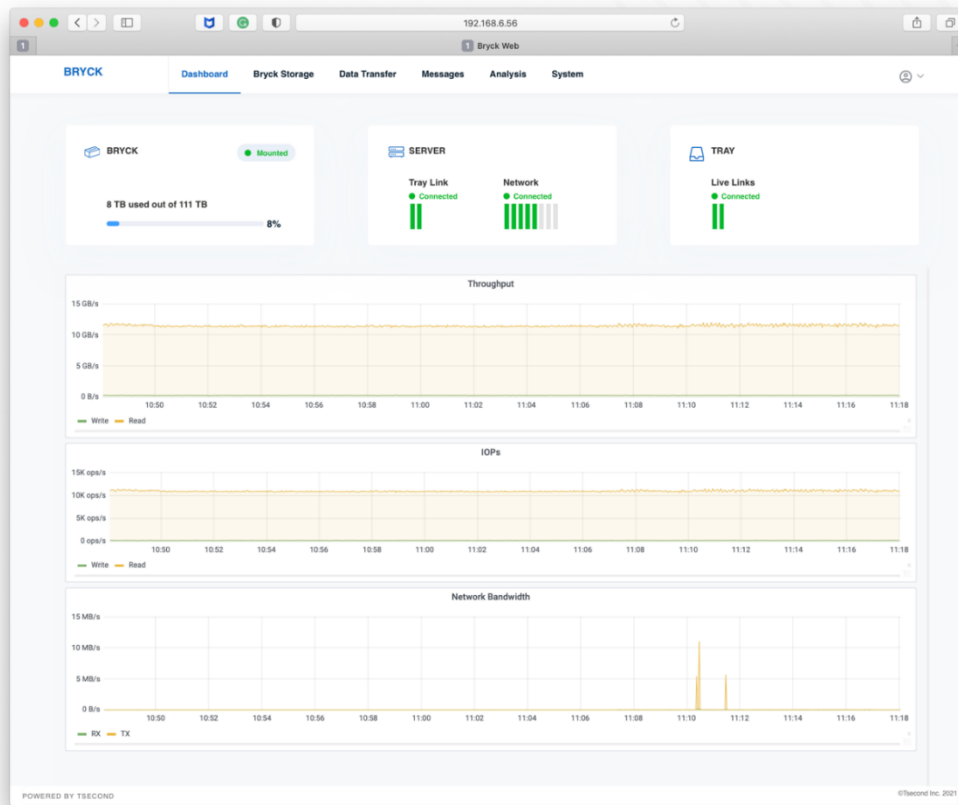 192.168.6.56
1
1 Bryck Web
BRYCK
Dashboard Bryck Storage Data Transfer Messages Analysis System
BRYCK
Mounted
8 TB used out of 111 TB
8%
SERVER
Tray Link Network
Connected Connected
TRAY
Live Links
Connected
Throughput
15 GB/s
10 GB/s
5 GB/s
0 B/s
10:50 10:52 10:54 10:56 10:58 11:00 11:02 11:04 11:06 11:08 11:10 11:12 11:14 11:16 11:18
Write Read
IOPs
15K ops/s
10K ops/s
5K ops/s
0 ops/s
10:50 10:52 10:54 10:56 10:58 11:00 11:02 11:04 11:06 11:08 11:10 11:12 11:14 11:16 11:18
Write Read
Network Bandwidth
15 MB/s
10 MB/s
5 MB/s
0 B/s
10:50 10:52 10:54 10:56 10:58 11:00 11:02 11:04 11:06 11:08 11:10 11:12 11:14 11:16 11:18
RX TX
POWERED BY TSECOND
©Tsecond Inc. 2021